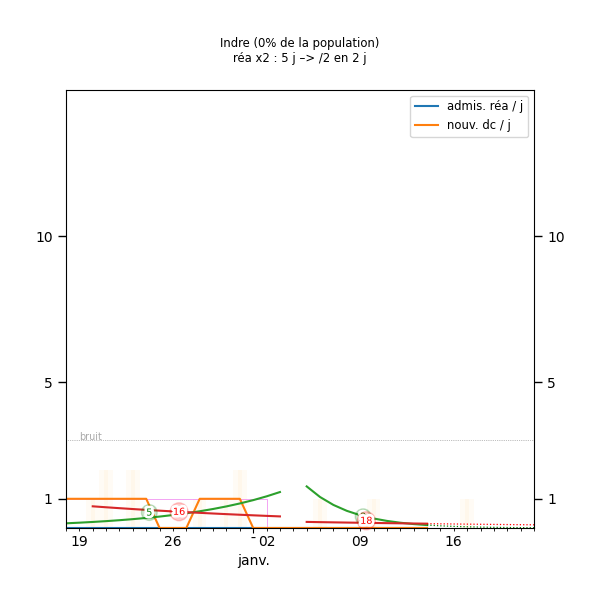 Indre (0% de la population)
réa x2 : 5 j –> /2 en 2 j
admis. réa / j
nouv. dc / j
10 10
5 5
bruit
1 1
5 16 18
19 26 - 02 09 16
janv.